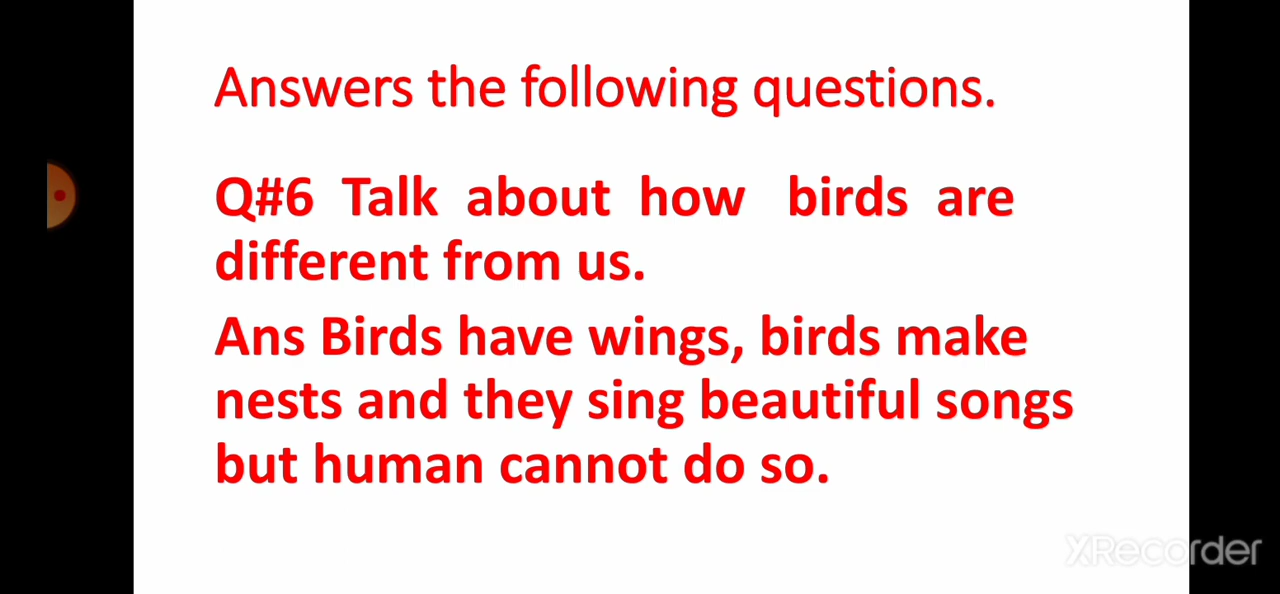 Answers the following questions.
Q#6 Talk about how birds are
different from us.
Ans Birds have wings, birds make
nests and they sing beautiful songs
but human cannot do so.
XRecorder